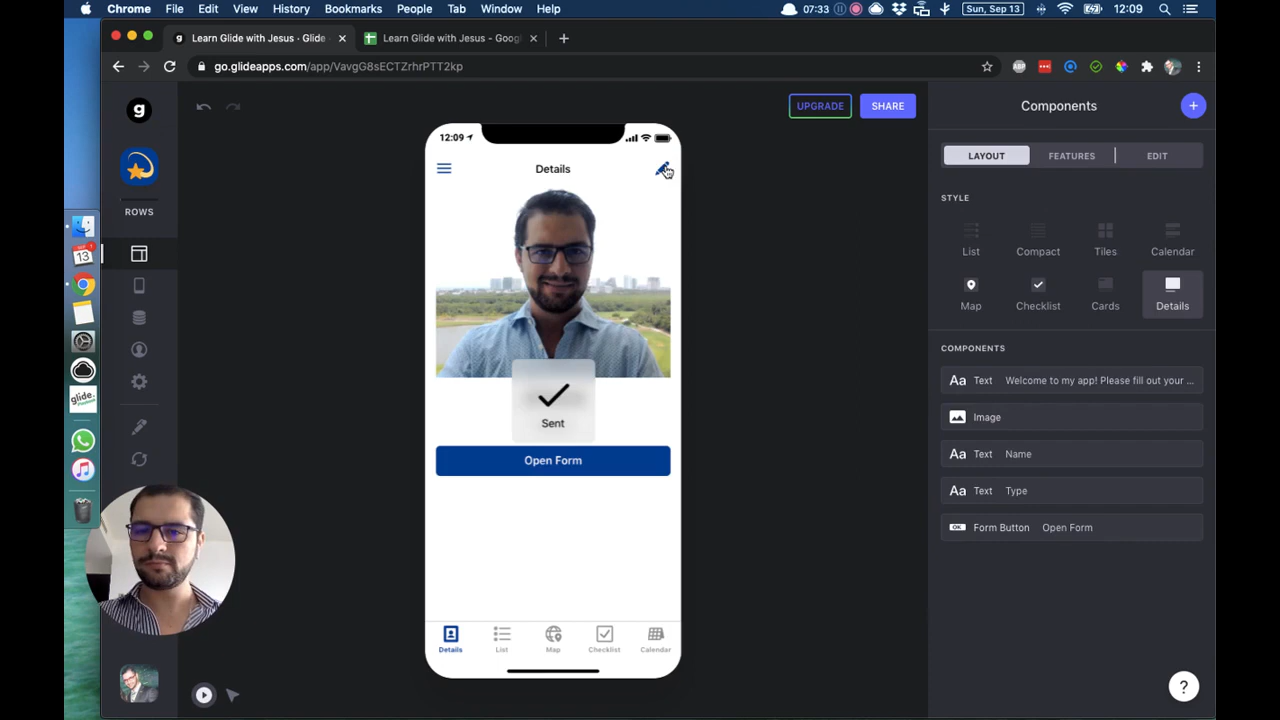 Chrome File Edit View History Bookmarks People Tab Window Help 07:33 Sun, Sep 13 12:09
Learn Glide with Jesus · Glide Learn Glide with Jesus - Goog
go.glideapps.com/app/VavgG8sECTZrhrPTT2kp
g
UPGRADE SHARE
Components
ROWS
12:09
Details
LAYOUT FEATURES EDIT
STYLE
List Compact Tiles Calendar
Map Checklist Cards Details
COMPONENTS
Aa Text Welcome to my app! Please fill out your ...
Image
Aa Text Name
Aa Text Type
OK Form Button Open Form
Sent
Open Form
Details List Map Checklist Calendar
13
glide.
?